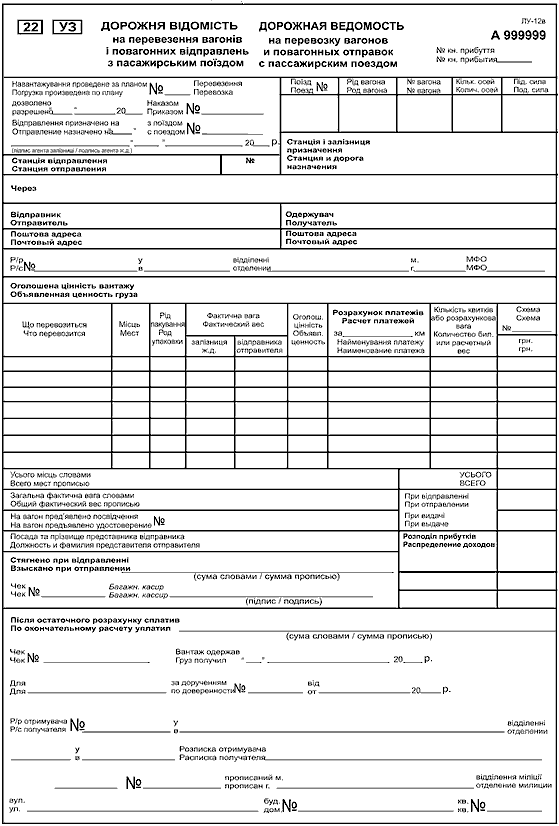 ЛУ-12в
22 УЗ
ДОРОЖНЯ ВІДОМІСТЬ
на перевезення вагонів
і повагонних відправлень
з пасажирським поїздом
ДОРОЖНАЯ ВЕДОМОСТЬ
на перевозку вагонов
и повагонных отправок
с пассажирским поездом
А 999999
№ кн. прибуття
№ кн. прибытия
Навантажування проведене за планом
Погрузка произведена по плану
№
Перевезення
Перевозка
дозволено
разрешено " " 20
Наказом
Приказом №
Відправлення призначено на
Отправление назначено на " "
з поїздом
с поездом №
" " 20 р.
(підпис агента залізниці / подпись агента ж.д.)
Станція відправлення
Станция отправления
№
Поїзд
Поезд №
Рід вагона
Род вагона
№ вагона
№ вагона
Кільк. осей
Колич. осей
Під. сила
Под. сила
Станція і залізниця
призначення
Станция и дорога
назначения
Через
Відправник
Отправитель
Одержувач
Получатель
Поштова адреса
Почтовый адрес
Поштова адреса
Почтовый адрес
Р/р
Р/с №
у
в
відділенні
отделении
м.
г.
МФО
МФО
Оголошена цінність вантажу
Объявленная ценность груза
Що перевозиться
Что перевозится
Місць
Мест
Рід
пакування
Род
упаковки
Фактична вага
Фактический вес
залізниця
ж.д.
відправника
отправителя
Оголош.
цінність
Объявл.
ценность
Розрахунок платежів
Расчет платежей
за км
Найменування платежу
Наименование платежа
Кількість квитків
або розрахункова
вага
Количество бил.
или расчетный
вес
Схема
Схема
№
грн.
грн.
Усього місць словами
Всего мест прописью
УСЬОГО
ВСЕГО
Загальна фактична вага словами
Общий фактический вес прописью
При відправленні
При отправлении
На вагон пред'явлено посвідчення
На вагон предъявлено удостоверение №
При видачі
При выдаче
Посада та прізвище представника відправника
Должность и фамилия представителя отправителя
Розподіл прибутків
Распределение доходов
Стягнено при відправленні
Взыскано при отправлении
(сума словами / сумма прописью)
Чек
Чек №
Багажн. касир
Багажн. кассир
(підпис / подпись)
Після остаточного розрахунку сплатив
По окончательному расчету уплатил
(сума словами / сумма прописью)
Чек
Чек №
Вантаж одержав
Груз получил " " 20 р.
Для
Для
за дорученням
по доверенности №
від
от 20 р.
Р/р отримувача
Р/с получателя №
у
в
відділенні
отделении
у
в
Розписка отримувача
Расписка получателя
№
прописаний м.
прописан г.
відділення міліції
отделение милиции
вул.
ул.
буд.
дом. №
кв.
кв. №